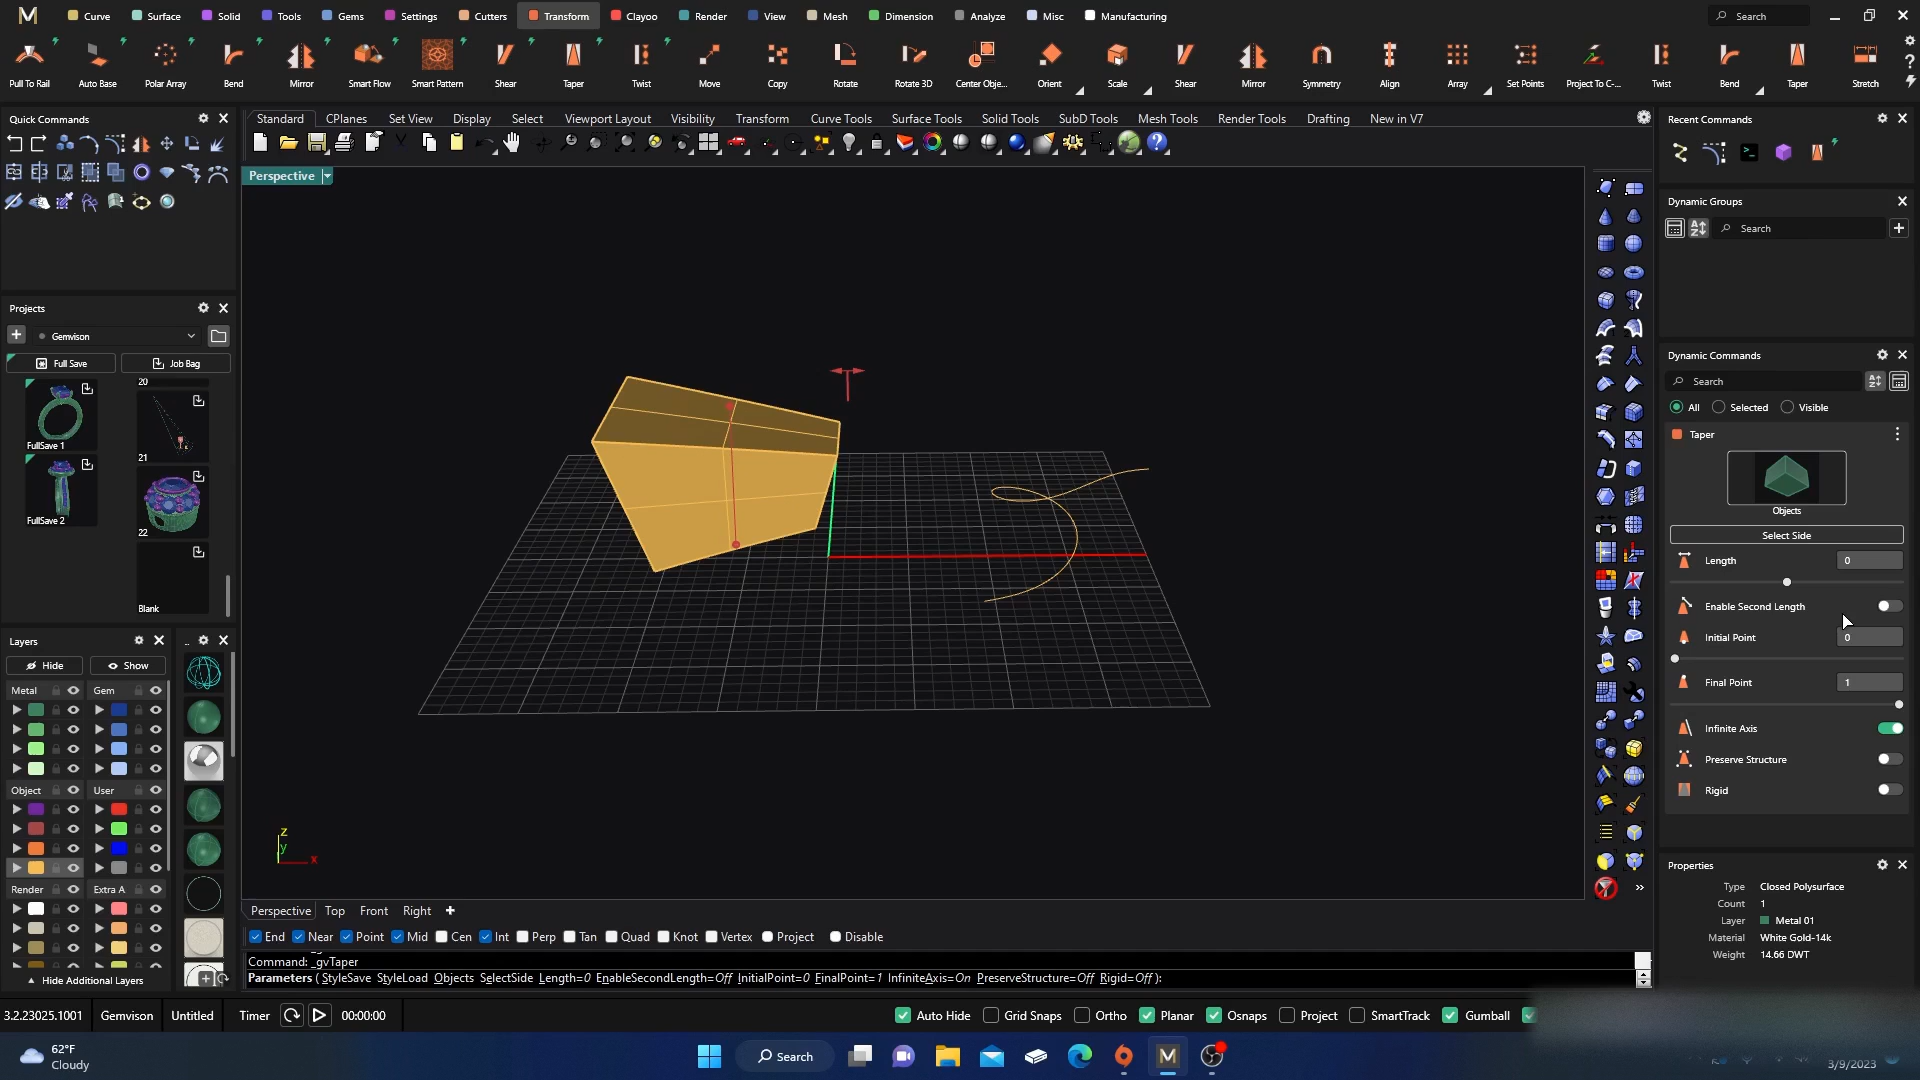 Curve Surface Solid Tools Gems Settings Cutters Transform Clayoo Render View Mesh Dimension Analyze Misc Manufacturing Search
Pull To Rail Auto Base Polar Array Bend Mirror Smart Flow Smart Pattern Shear Taper Twist Move Copy Rotate Rotate 3D Center Obje... Orient Scale Shear Mirror Symmetry Align Array Set Points Project To C-... Twist Bend Taper Stretch
Quick Commands
Standard CPlanes Set View Display Select Viewport Layout Visibility Transform Curve Tools Surface Tools Solid Tools SubD Tools Mesh Tools Render Tools Drafting New in V7
Recent Commands
Perspective
Dynamic Groups
Search
Projects
Gemvison
Full Save Job Bag
20
FullSave 1
21
FullSave 2
22
Blank
Dynamic Commands
Search
All Selected Visible
Taper
Objects
Select Side
Length 0
Enable Second Length
Initial Point 0
Final Point 1
Infinite Axis
Preserve Structure
Rigid
Layers ..
Hide Show
Metal Gem
Object User
Render Extra A
Hide Additional Layers
z
y
x
Properties
Type Closed Polysurface
Count 1
Layer Metal 01
Material White Gold-14k
Weight 14.66 DWT
Perspective Top Front Right
End Near Point Mid Cen Int Perp Tan Quad Knot Vertex Project Disable
Command: _gvTaper
Parameters ( StyleSave StyleLoad Objects SelectSide Length=0 EnableSecondLength=Off InitialPoint=0 FinalPoint=1 InfiniteAxis=On PreserveStructure=Off Rigid=Off ):
3.2.23025.1001 Gemvision Untitled Timer 00:00:00 Auto Hide Grid Snaps Ortho Planar Osnaps Project SmartTrack Gumball
62°F
Cloudy
Search
3/9/2023